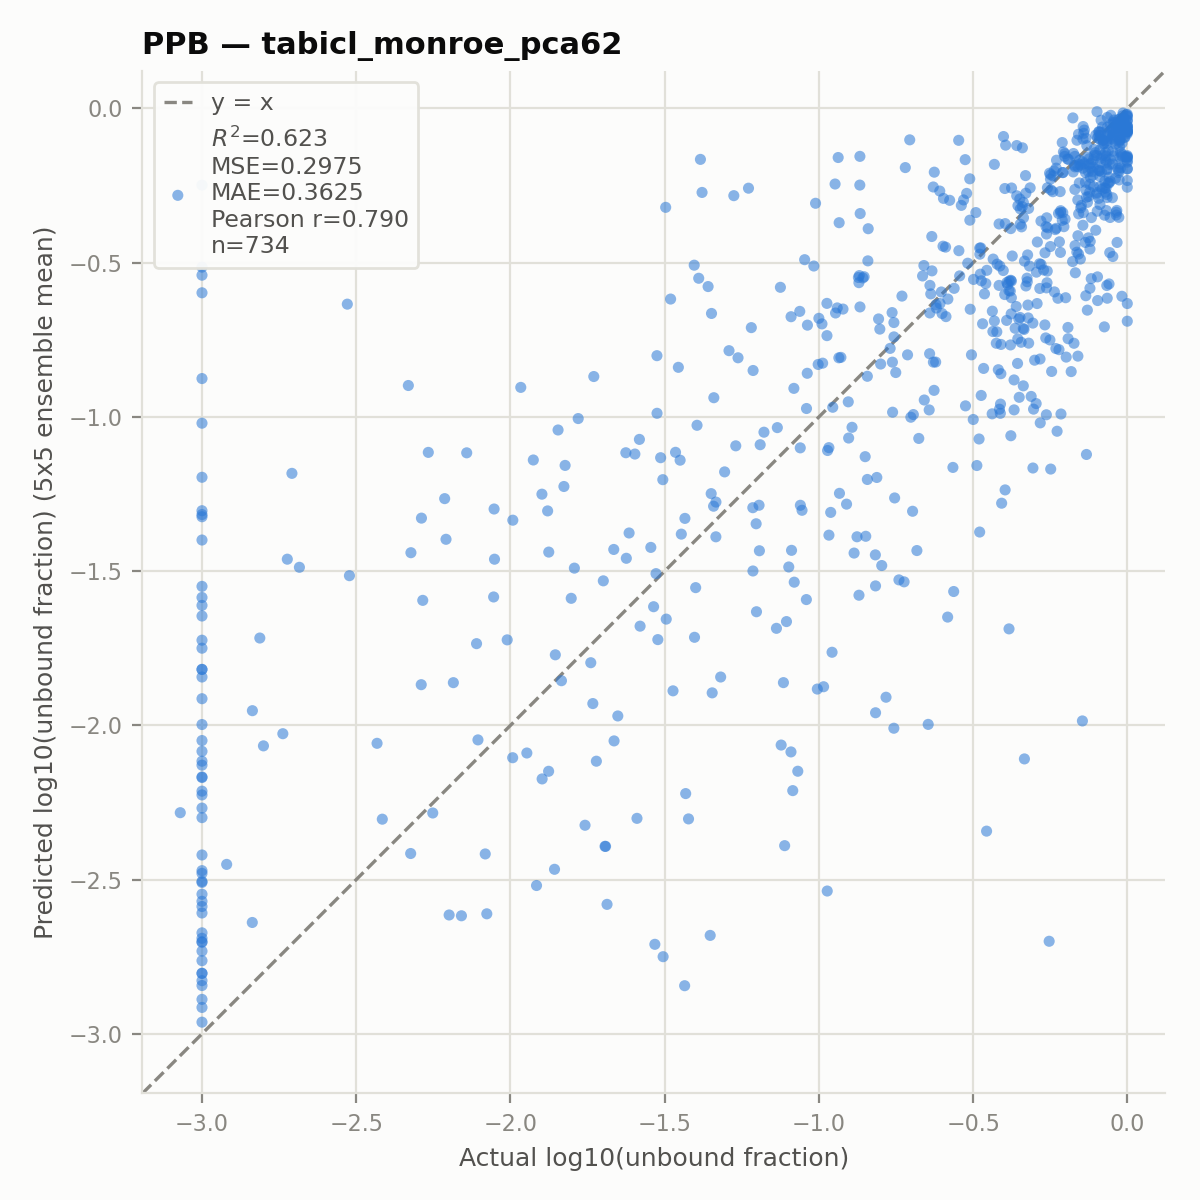 PPB — tabicl_monroe_pca62
y = x
R²=0.623
MSE=0.2975
MAE=0.3625
Pearson r=0.790
n=734
Predicted log10(unbound fraction) (5x5 ensemble mean)
0.0
−0.5
−1.0
−1.5
−2.0
−2.5
−3.0
−3.0 −2.5 −2.0 −1.5 −1.0 −0.5 0.0
Actual log10(unbound fraction)